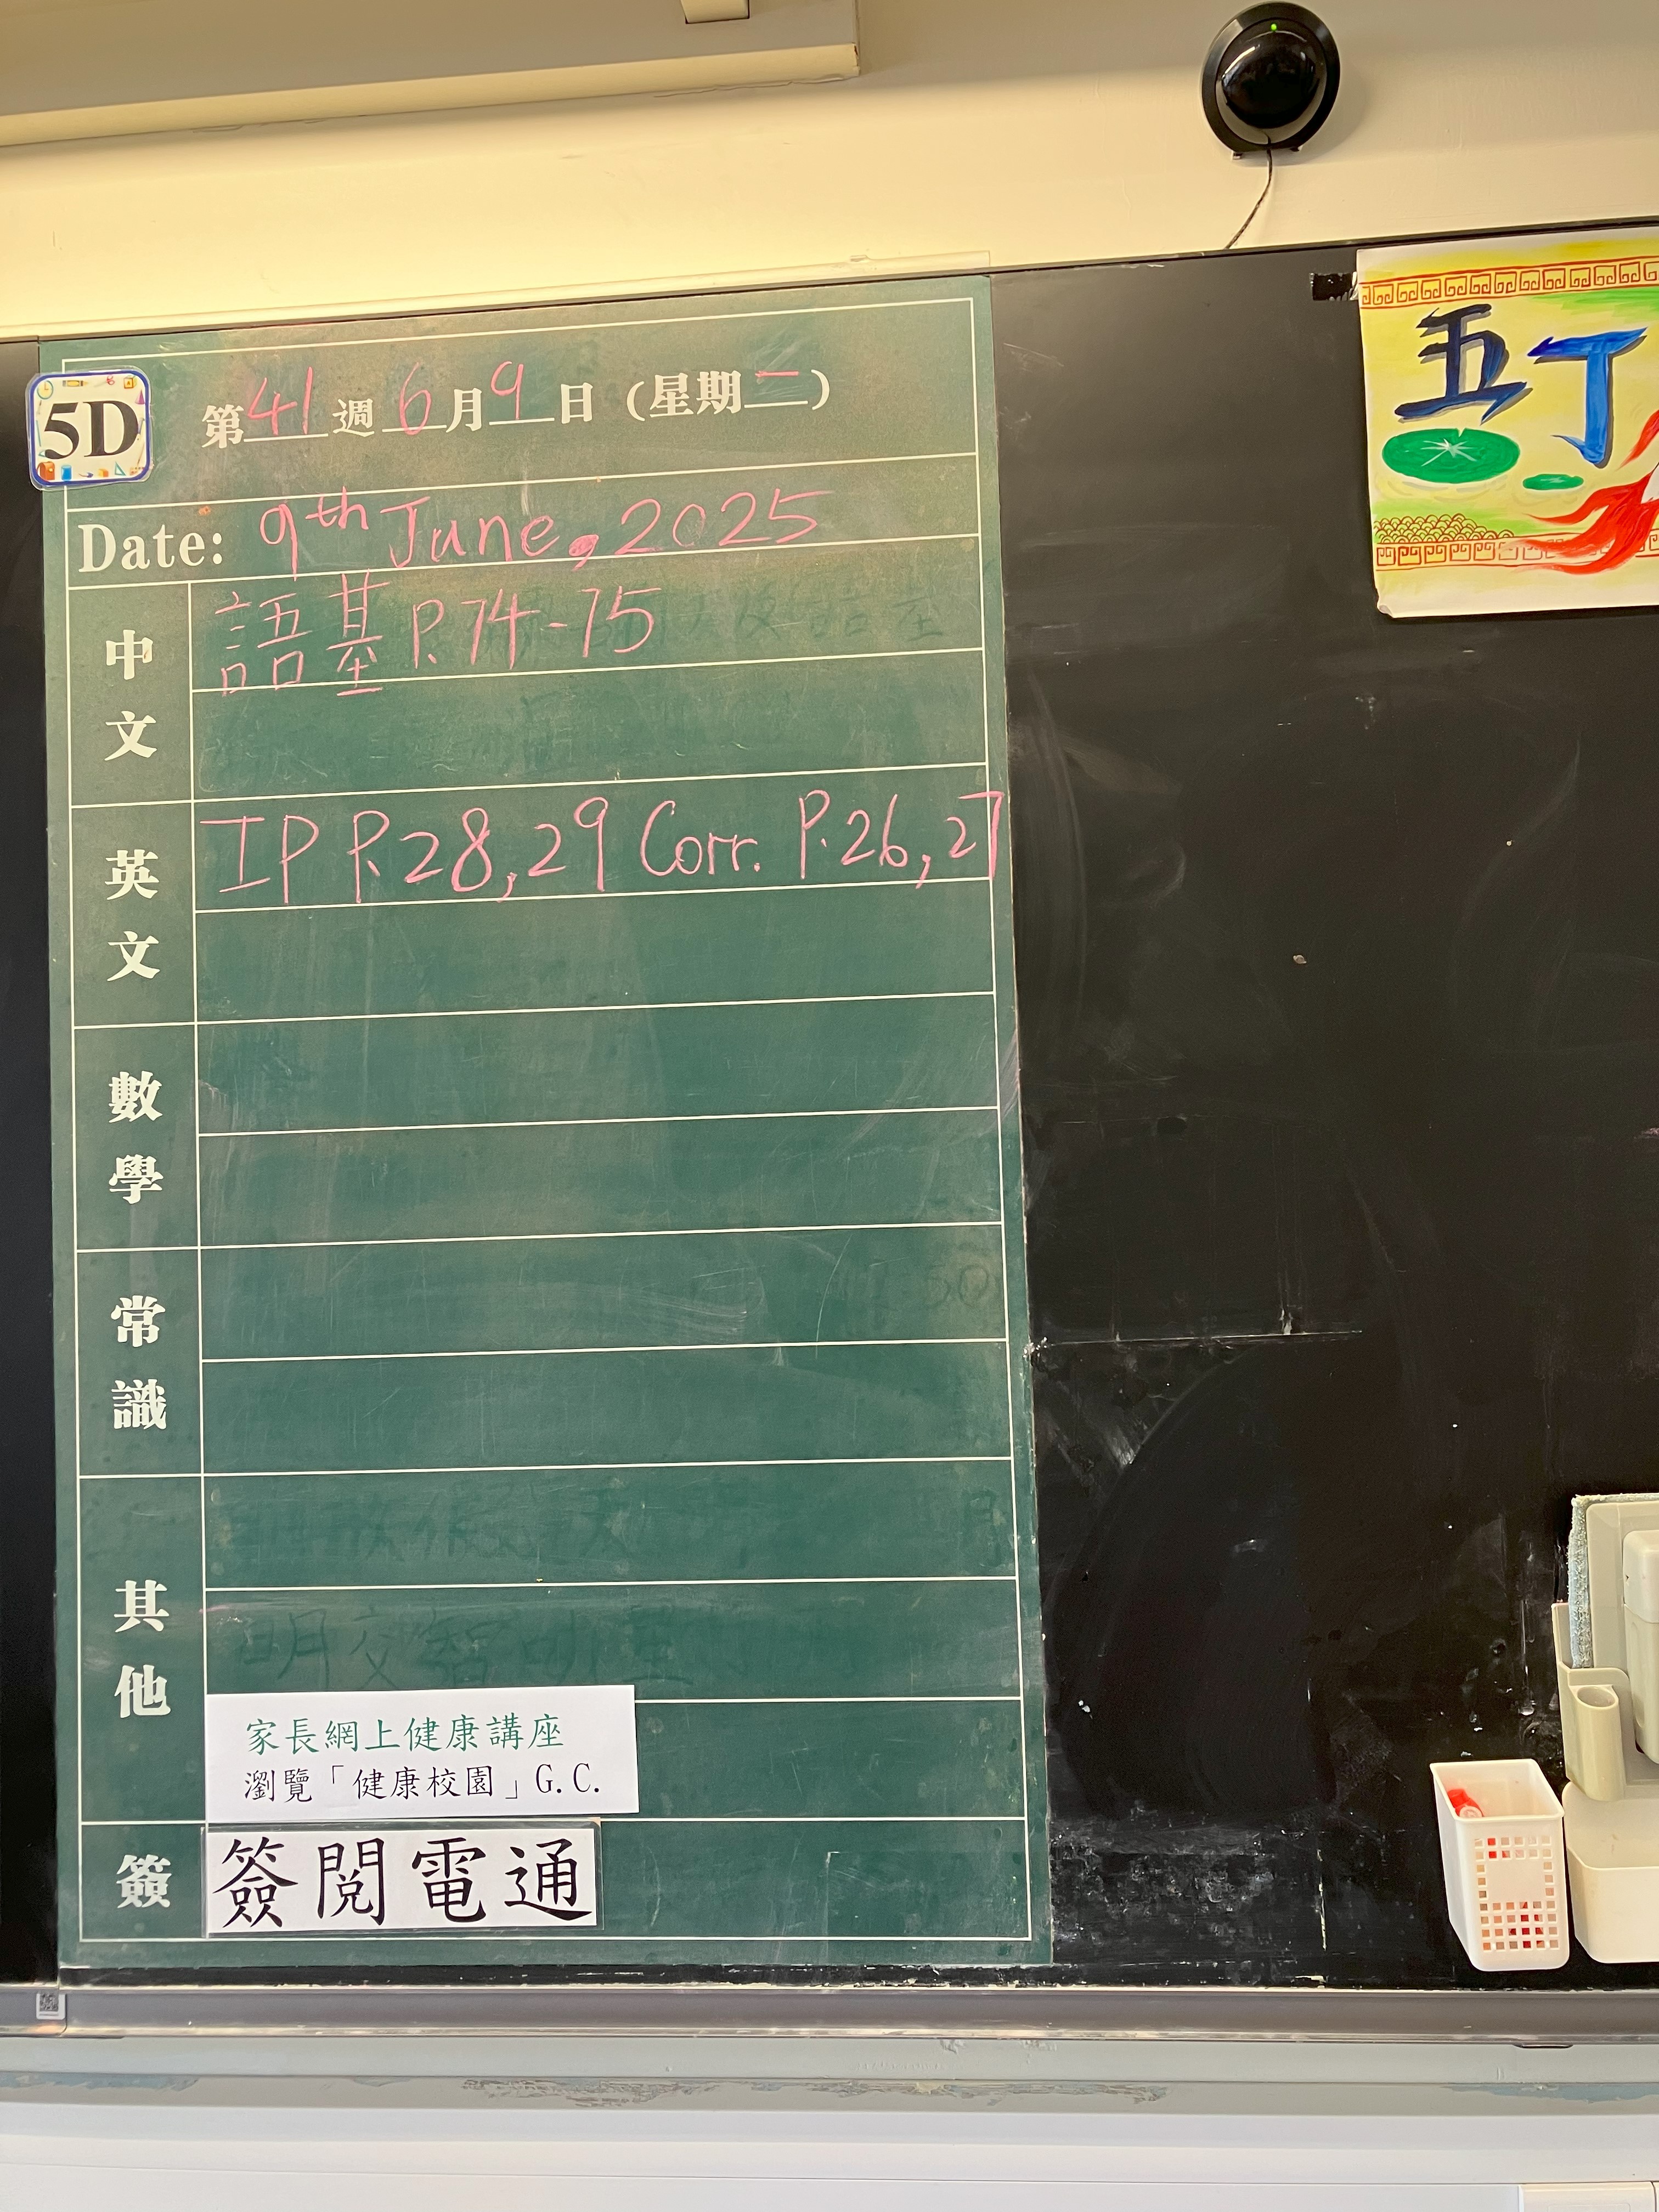 5D
第41週6月9日（星期一）
Date: 9th June, 2025
中文
語基P.74-75
英文
IP P.28,29 Corr. P.26,27
數學
常識
其他
家長網上健康講座
瀏覽「健康校園」G.C.
簽
簽閱電通
五丁